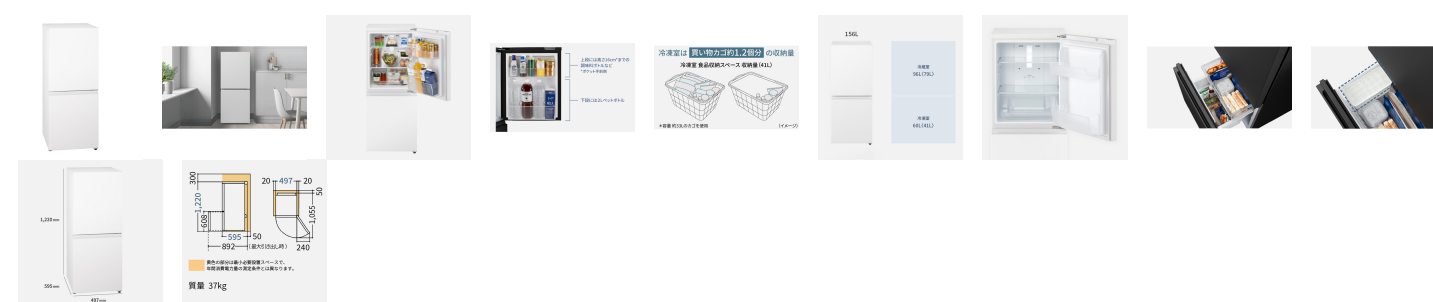 上段には高さ16cm*までの
調味料ボトルなど
*ポケット手前側
下段には2Lペットボトル
冷凍室は 買い物カゴ約1.2個分 の収納量
冷凍室 食品収納スペース 収納量(41L)
*容量 約33Lのカゴを使用
(イメージ)
156L
冷蔵室
96L(79L)
冷凍室
60L(41L)
1,220mm
595mm
497mm
300
1,220
608
595
50
892
(最大引き出し時)
20
497
20
50
1,055
240
黄色の部分は最小必要設置スペースで、
年間消費電力量の測定条件とは異なります。
質量 37kg